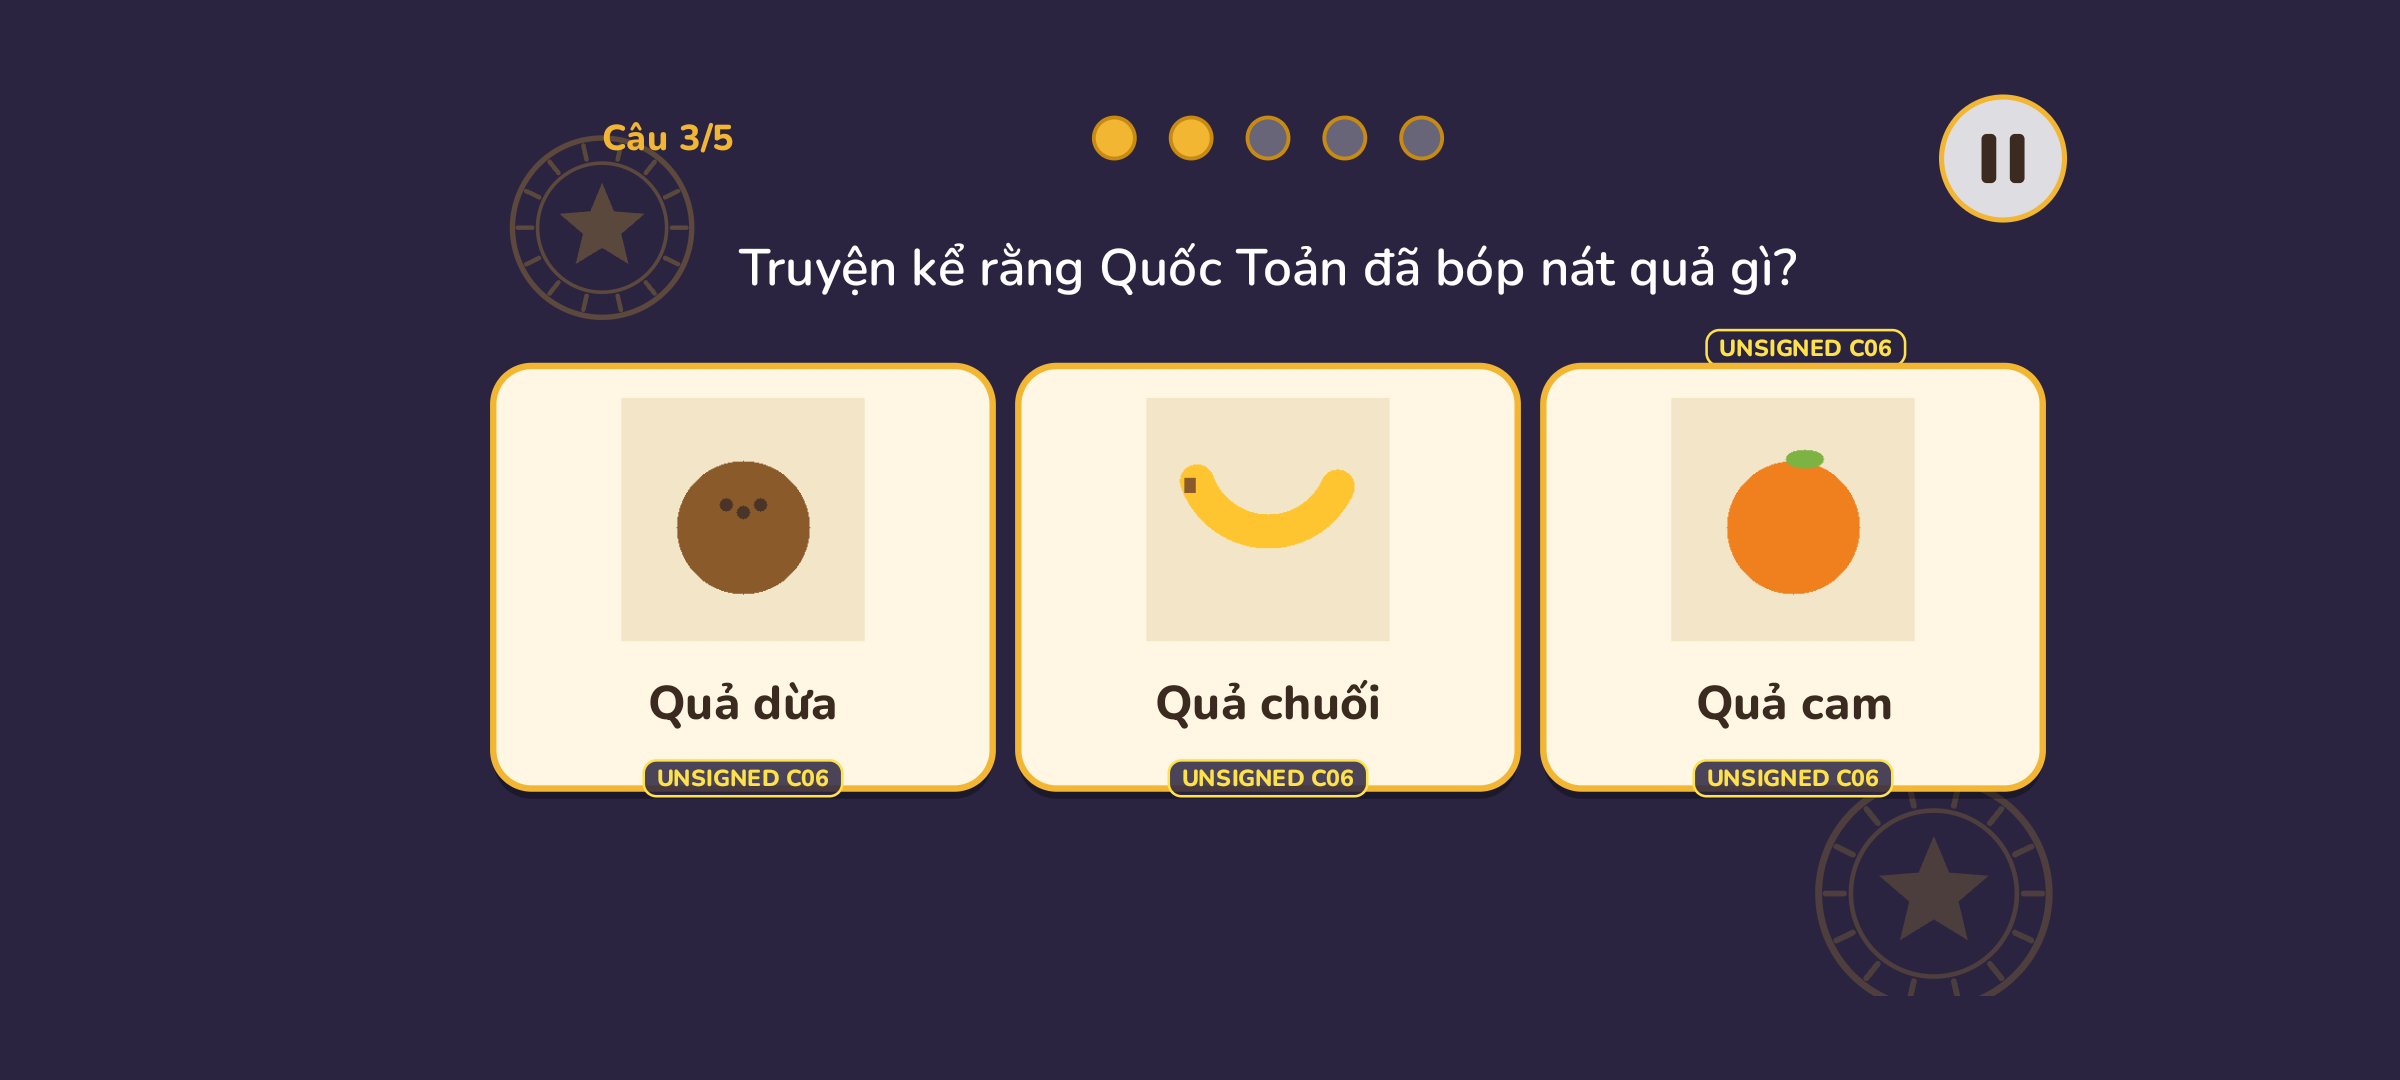 Câu 3/5
Truyện kể rằng Quốc Toản đã bóp nát quả gì?
UNSIGNED C06
Quả dừa
Quả chuối
Quả cam
UNSIGNED C06
UNSIGNED C06
UNSIGNED C06